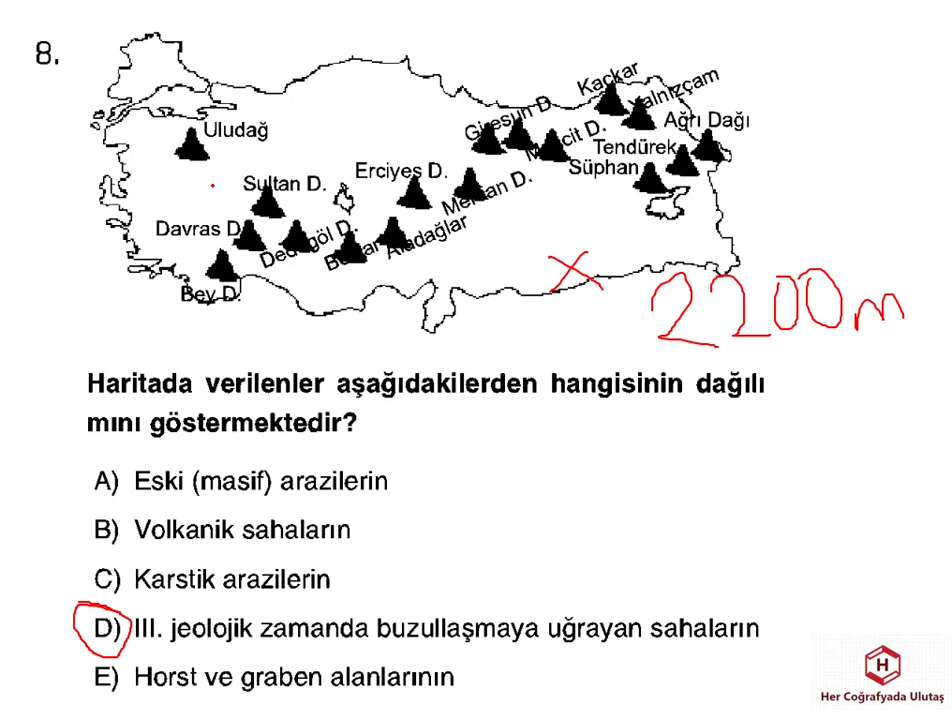 8.
Kaçkar
Yalnızçam
Giresun D.
Ağrı Dağı
Uludağ
Mescit D.
Tendürek
Süphan
Erciyes D.
Sultan D.
Mercan D.
Davras D.
Dedegöl D.
Aladağlar
Bey D.
X
2200m
Haritada verilenler aşağıdakilerden hangisinin dağılı
mını göstermektedir?
A) Eski (masif) arazilerin
B) Volkanik sahaların
C) Karstik arazilerin
D) III. jeolojik zamanda buzullaşmaya uğrayan sahaların
E) Horst ve graben alanlarının
H
Her Coğrafyada Ulutaş